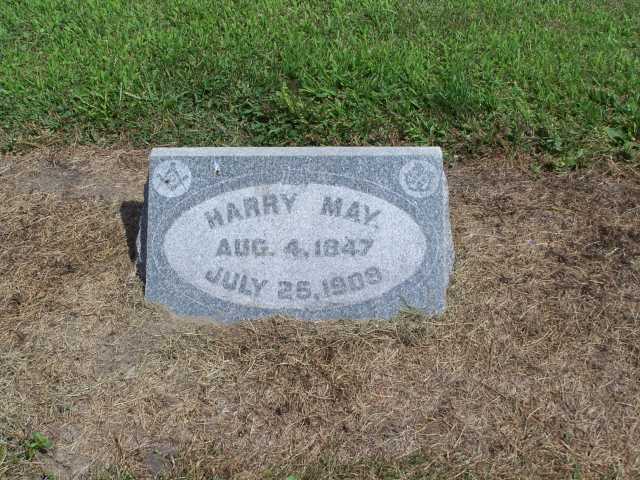 HARRY MAY.
AUG. 4, 1847
JULY 25, 1909